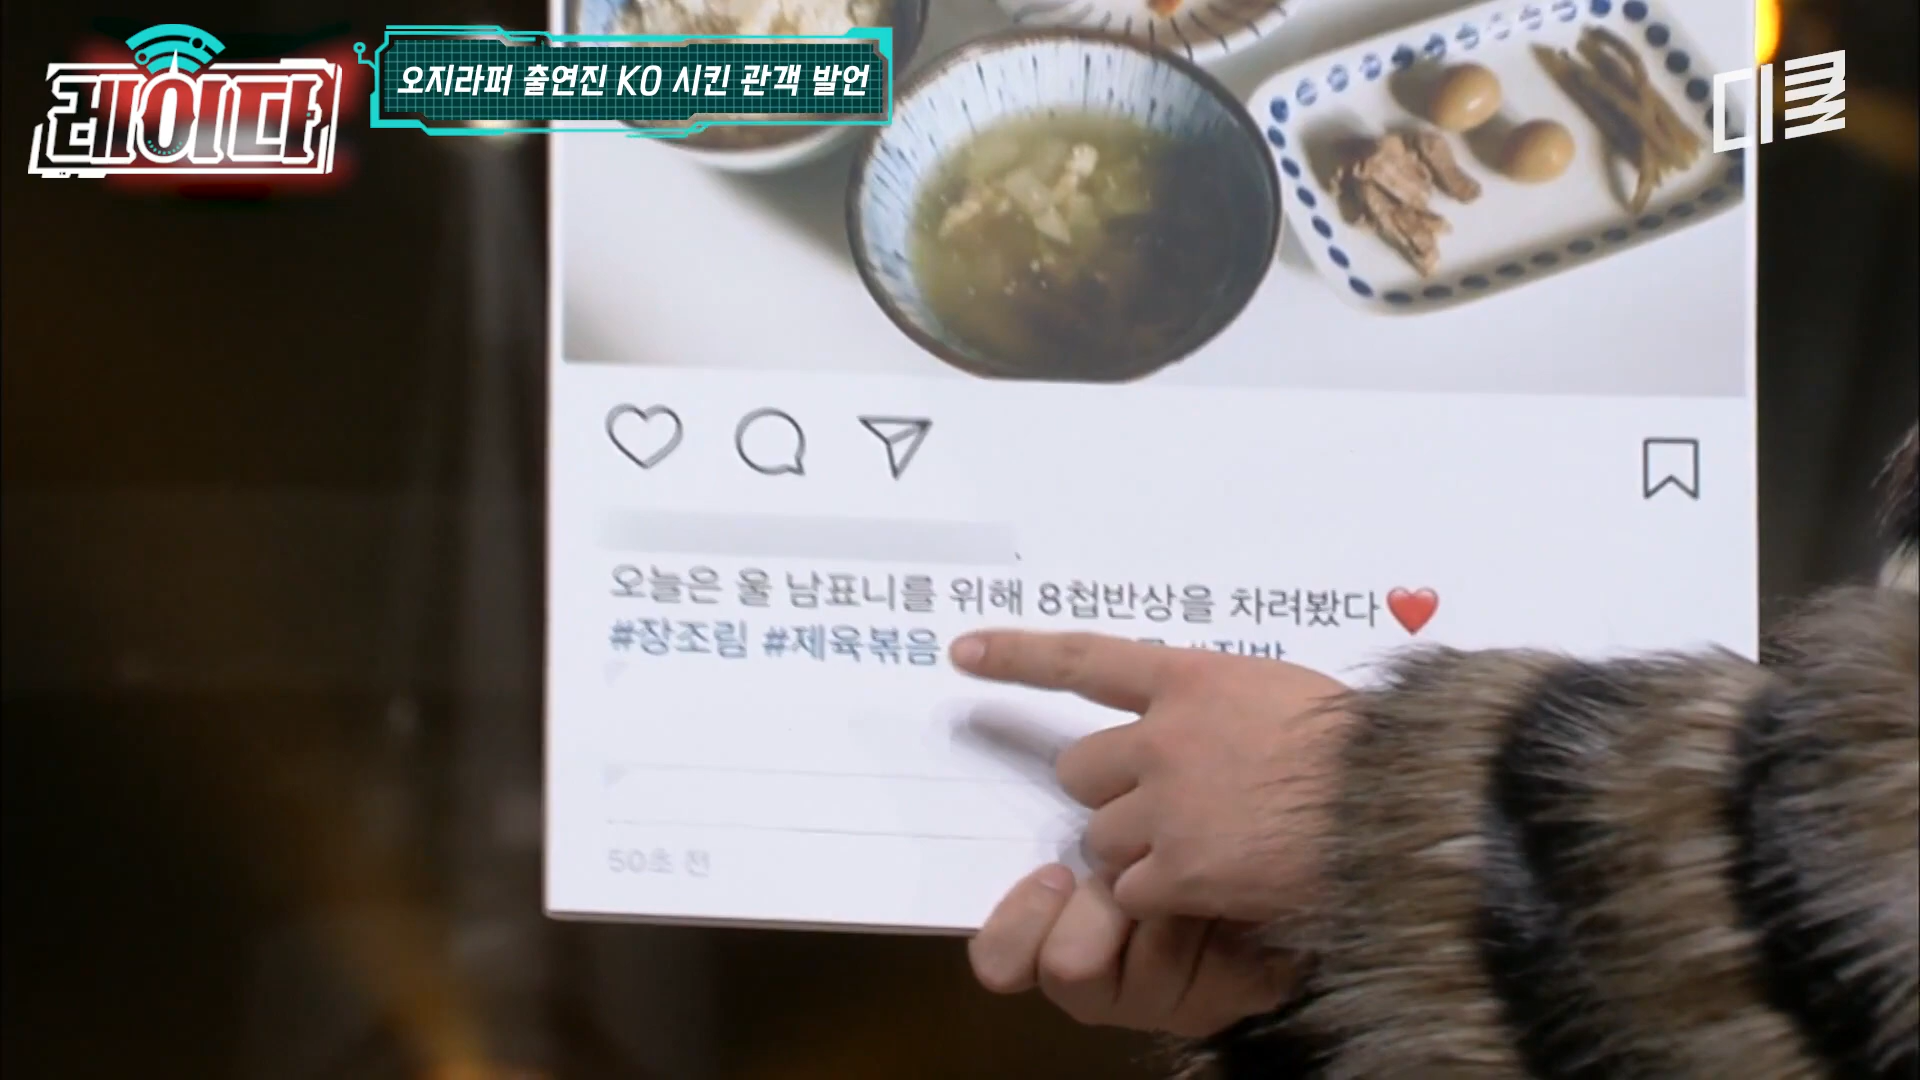 레이다
오지라퍼 출연진 KO 시킨 관객 발언
디글
오늘은 울 남표니를 위해 8첩반상을 차려봤다❤️
#장조림 #제육볶음 #집밥
50초 전